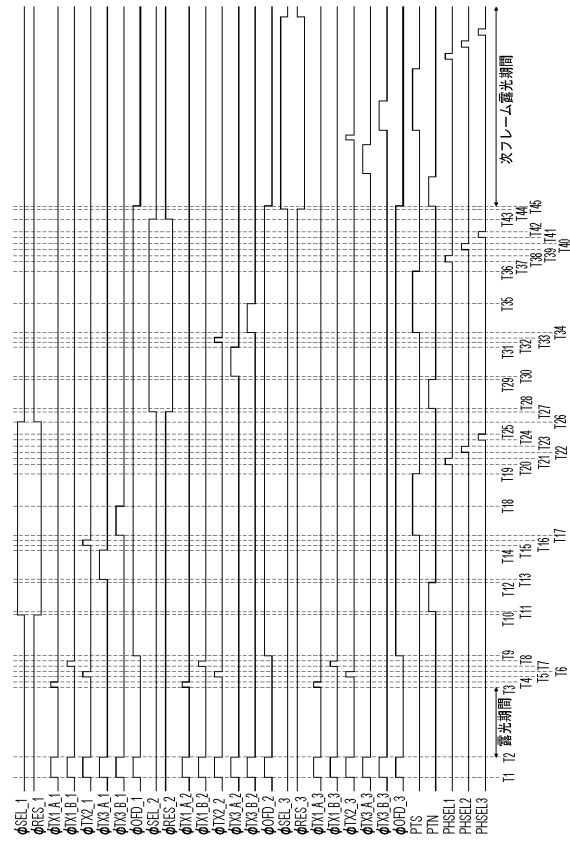 φSEL_1
φRES_1
φTX1_A_1
φTX1_B_1
φTX2_1
φTX3_A_1
φTX3_B_1
φOFD_1
φSEL_2
φRES_2
φTX1_A_2
φTX1_B_2
φTX2_2
φTX3_A_2
φTX3_B_2
φOFD_2
φSEL_3
φRES_3
φTX1_A_3
φTX1_B_3
φTX2_3
φTX3_A_3
φTX3_B_3
φOFD_3
PTS
PTN
PHSEL1
PHSEL2
PHSEL3
露光期間
次フレーム露光期間
T1
T2
T3
T4
T5
T6
T7
T8
T9
T10
T11
T12
T13
T14
T15
T16
T17
T18
T19
T20
T21
T22
T23
T24
T25
T26
T27
T28
T29
T30
T31
T32
T33
T34
T35
T36
T37
T38
T39
T40
T41
T42
T43
T44
T45